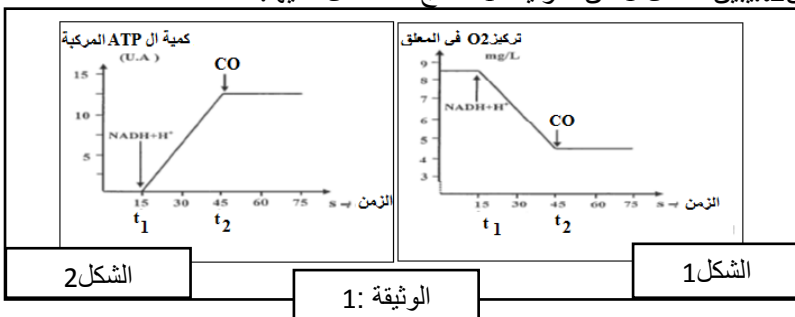 تركيز O2 في المعلق
mg/L
9
8
7
6
5
4
3
NADH+H⁺
CO
15 30 45 60 75 s الزمن
t1 t2
الشكل1
كمية ال ATP المركبة
(U.A)
15
10
5
NADH+H⁺
CO
15 30 45 60 75 s الزمن
t1 t2
الشكل2
الوثيقة :1